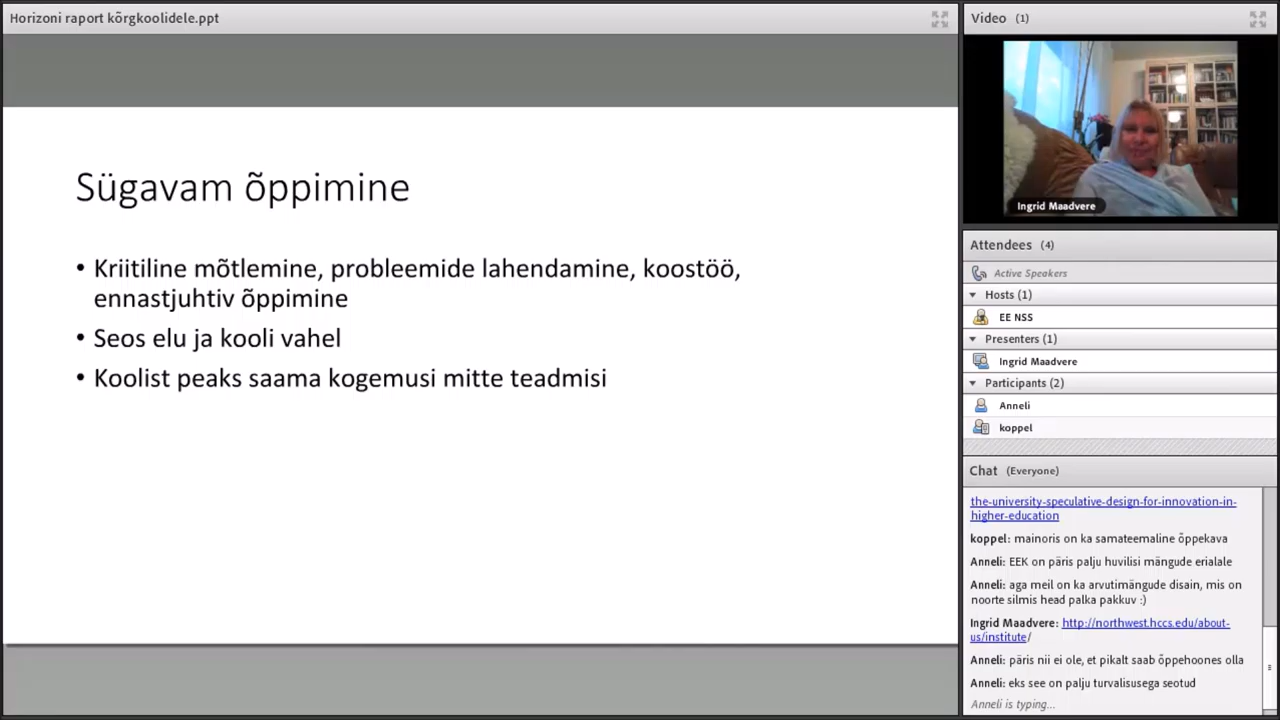 Horizoni raport kõrgkoolidele.ppt
Sügavam õppimine
• Kriitiline mõtlemine, probleemide lahendamine, koostöö,
ennastjuhtiv õppimine
• Seos elu ja kooli vahel
• Koolist peaks saama kogemusi mitte teadmisi
Video (1)
Ingrid Maadvere
Attendees (4)
Active Speakers
Hosts (1)
EE NSS
Presenters (1)
Ingrid Maadvere
Participants (2)
Anneli
koppel
Chat (Everyone)
the-university-speculative-design-for-innovation-in-
higher-education
koppel: mainoris on ka samateemaline õppekava
Anneli: EEK on päris palju huvilisi mängude erialale
Anneli: aga meil on ka arvutimängude disain, mis on
noorte silmis head palka pakkuv :)
Ingrid Maadvere: http://northwest.hccs.edu/about-
us/institute/
Anneli: päris nii ei ole, et pikalt saab õppehoones olla
Anneli: eks see on palju turvalisusega seotud
Anneli is typing...